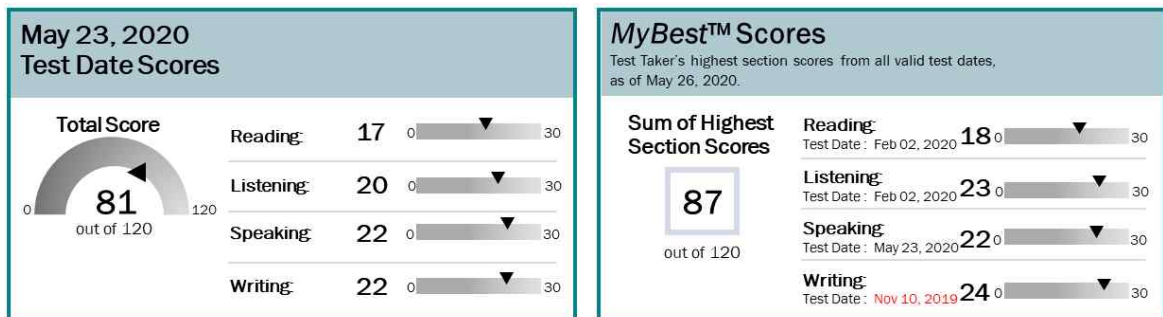 May 23, 2020
Test Date Scores
Total Score
0
81
120
out of 120
Reading: 17 0 30
Listening: 20 0 30
Speaking: 22 0 30
Writing: 22 0 30
MyBest™ Scores
Test Taker's highest section scores from all valid test dates,
as of May 26, 2020.
Sum of Highest
Section Scores
87
out of 120
Reading:
Test Date : Feb 02, 2020 18 0 30
Listening:
Test Date : Feb 02, 2020 23 0 30
Speaking:
Test Date : May 23, 2020 22 0 30
Writing:
Test Date : Nov 10, 2019 24 0 30